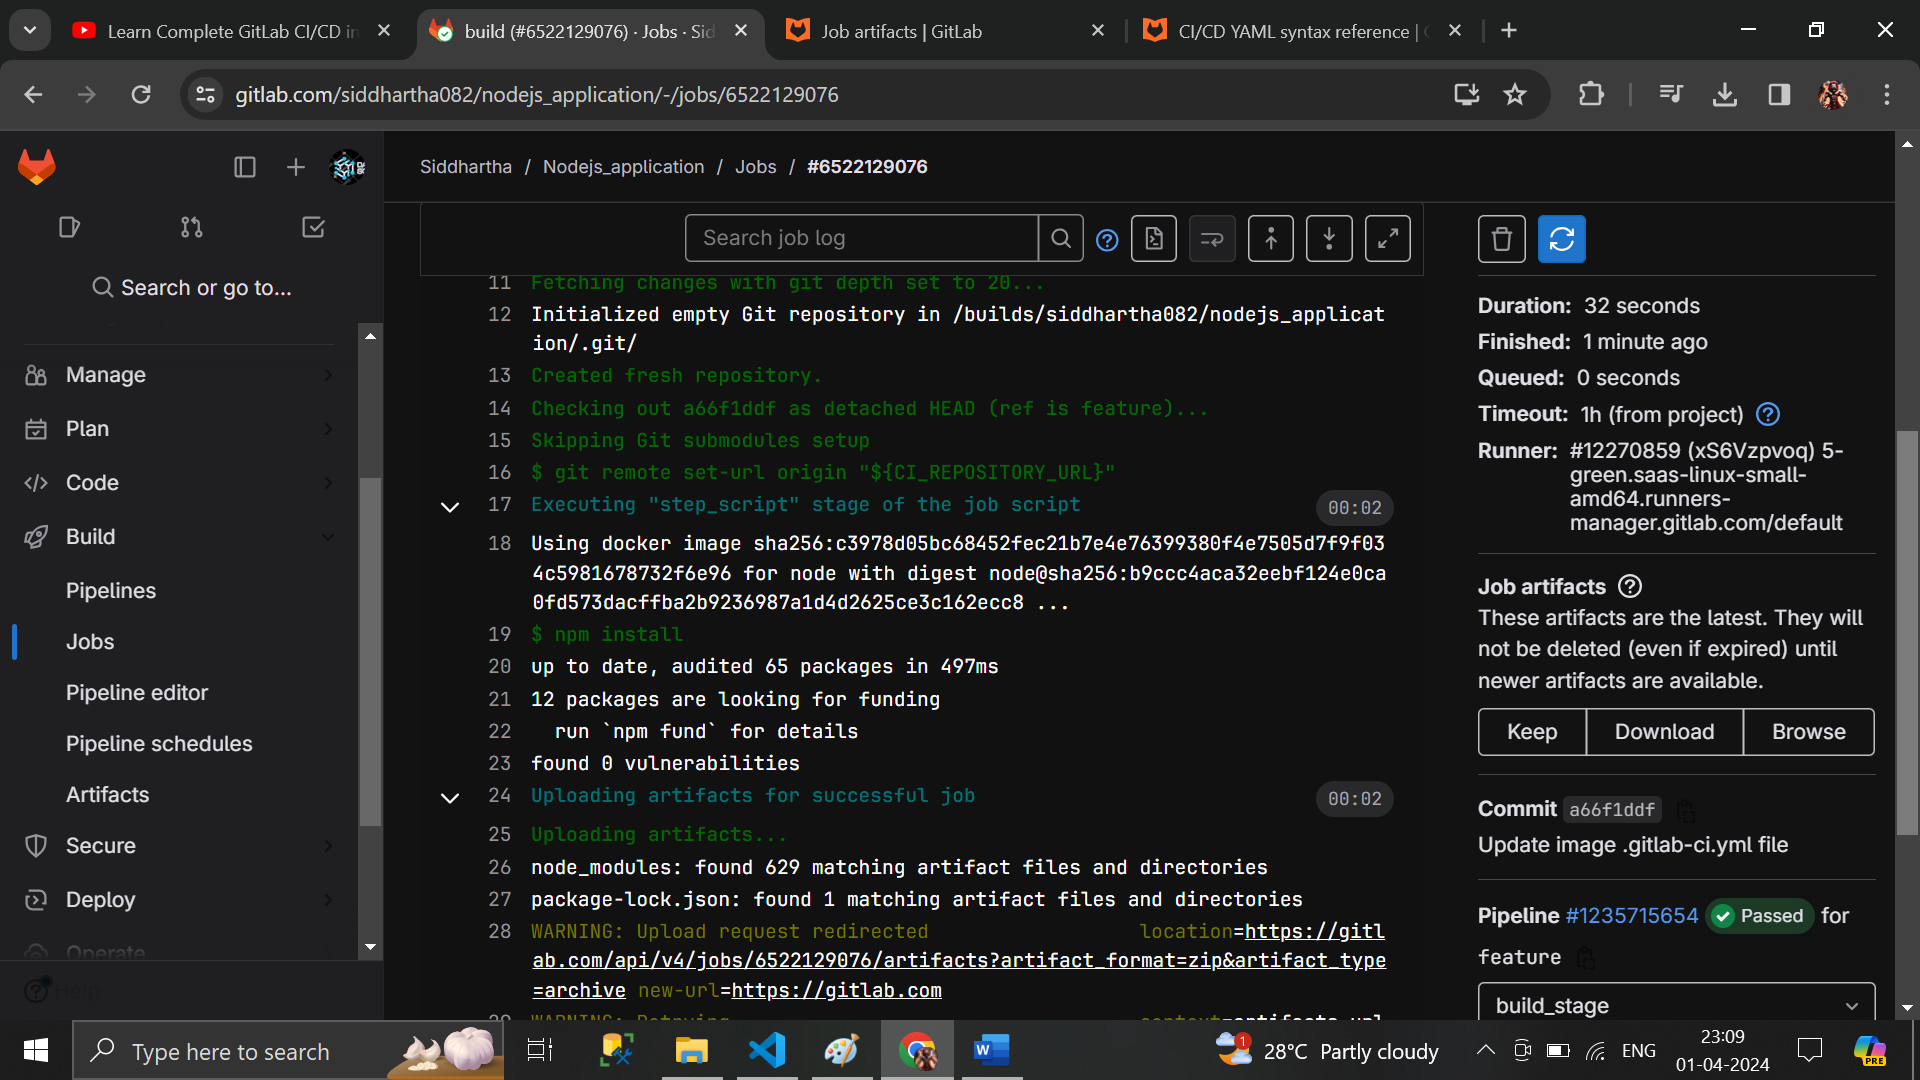 Learn Complete GitLab CI/CD in
build (#6522129076) · Jobs · Sid
Job artifacts | GitLab
CI/CD YAML syntax reference |
gitlab.com/siddhartha082/nodejs_application/-/jobs/6522129076
Siddhartha / Nodejs_application / Jobs / #6522129076
Search or go to...
Manage
Plan
Code
Build
Pipelines
Jobs
Pipeline editor
Pipeline schedules
Artifacts
Secure
Deploy
Operate
Help
Search job log
11 Fetching changes with git depth set to 20...
12 Initialized empty Git repository in /builds/siddhartha082/nodejs_applicat
ion/.git/
13 Created fresh repository.
14 Checking out a66f1ddf as detached HEAD (ref is feature)...
15 Skipping Git submodules setup
16 $ git remote set-url origin "${CI_REPOSITORY_URL}"
17 Executing "step_script" stage of the job script 00:02
18 Using docker image sha256:c3978d05bc68452fec21b7e4e76399380f4e7505d7f9f03
4c5981678732f6e96 for node with digest node@sha256:b9ccc4aca32eebf124e0ca
0fd573dacffba2b9236987a1d4d2625ce3c162ecc8 ...
19 $ npm install
20 up to date, audited 65 packages in 497ms
21 12 packages are looking for funding
22 run `npm fund` for details
23 found 0 vulnerabilities
24 Uploading artifacts for successful job 00:02
25 Uploading artifacts...
26 node_modules: found 629 matching artifact files and directories
27 package-lock.json: found 1 matching artifact files and directories
28 WARNING: Upload request redirected location=https://gitl
ab.com/api/v4/jobs/6522129076/artifacts?artifact_format=zip&artifact_type
=archive new-url=https://gitlab.com
29 WARNING: Retrying... context=artifacts-upl
Duration: 32 seconds
Finished: 1 minute ago
Queued: 0 seconds
Timeout: 1h (from project)
Runner: #12270859 (xS6Vzpvoq) 5-
green.saas-linux-small-
amd64.runners-
manager.gitlab.com/default
Job artifacts
These artifacts are the latest. They will
not be deleted (even if expired) until
newer artifacts are available.
Keep Download Browse
Commit a66f1ddf
Update image .gitlab-ci.yml file
Pipeline #1235715654 Passed for
feature
build_stage
Type here to search
1
28°C Partly cloudy
ENG
23:09
01-04-2024
PRE